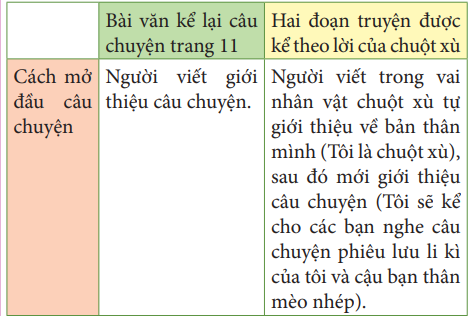 Bài văn kể lại câu
chuyện trang 11
Hai đoạn truyện được
kể theo lời của chuột xù
Cách mở
đầu câu
chuyện
Người viết giới
thiệu câu chuyện.
Người viết trong vai
nhân vật chuột xù tự
giới thiệu về bản thân
mình (Tôi là chuột xù),
sau đó mới giới thiệu
câu chuyện (Tôi sẽ kể
cho các bạn nghe câu
chuyện phiêu lưu li kì
của tôi và cậu bạn thân
mèo nhép).